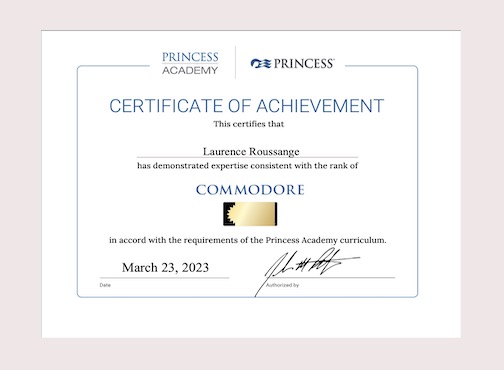 PRINCESS
ACADEMY
PRINCESS
CERTIFICATE OF ACHIEVEMENT
This certifies that
Laurence Roussange
has demonstrated expertise consistent with the rank of
COMMODORE
in accord with the requirements of the Princess Academy curriculum.
March 23, 2023
Date
Authorized by